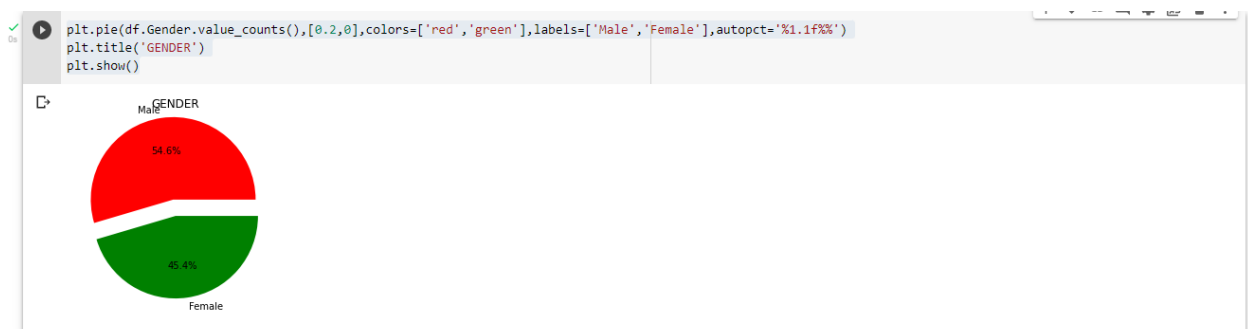 plt.pie(df.Gender.value_counts(),[0.2,0],colors=['red','green'],labels=['Male','Female'],autopct='%1.1f%%')
plt.title('GENDER')
plt.show()
0s
GENDER
Male
54.6%
45.4%
Female